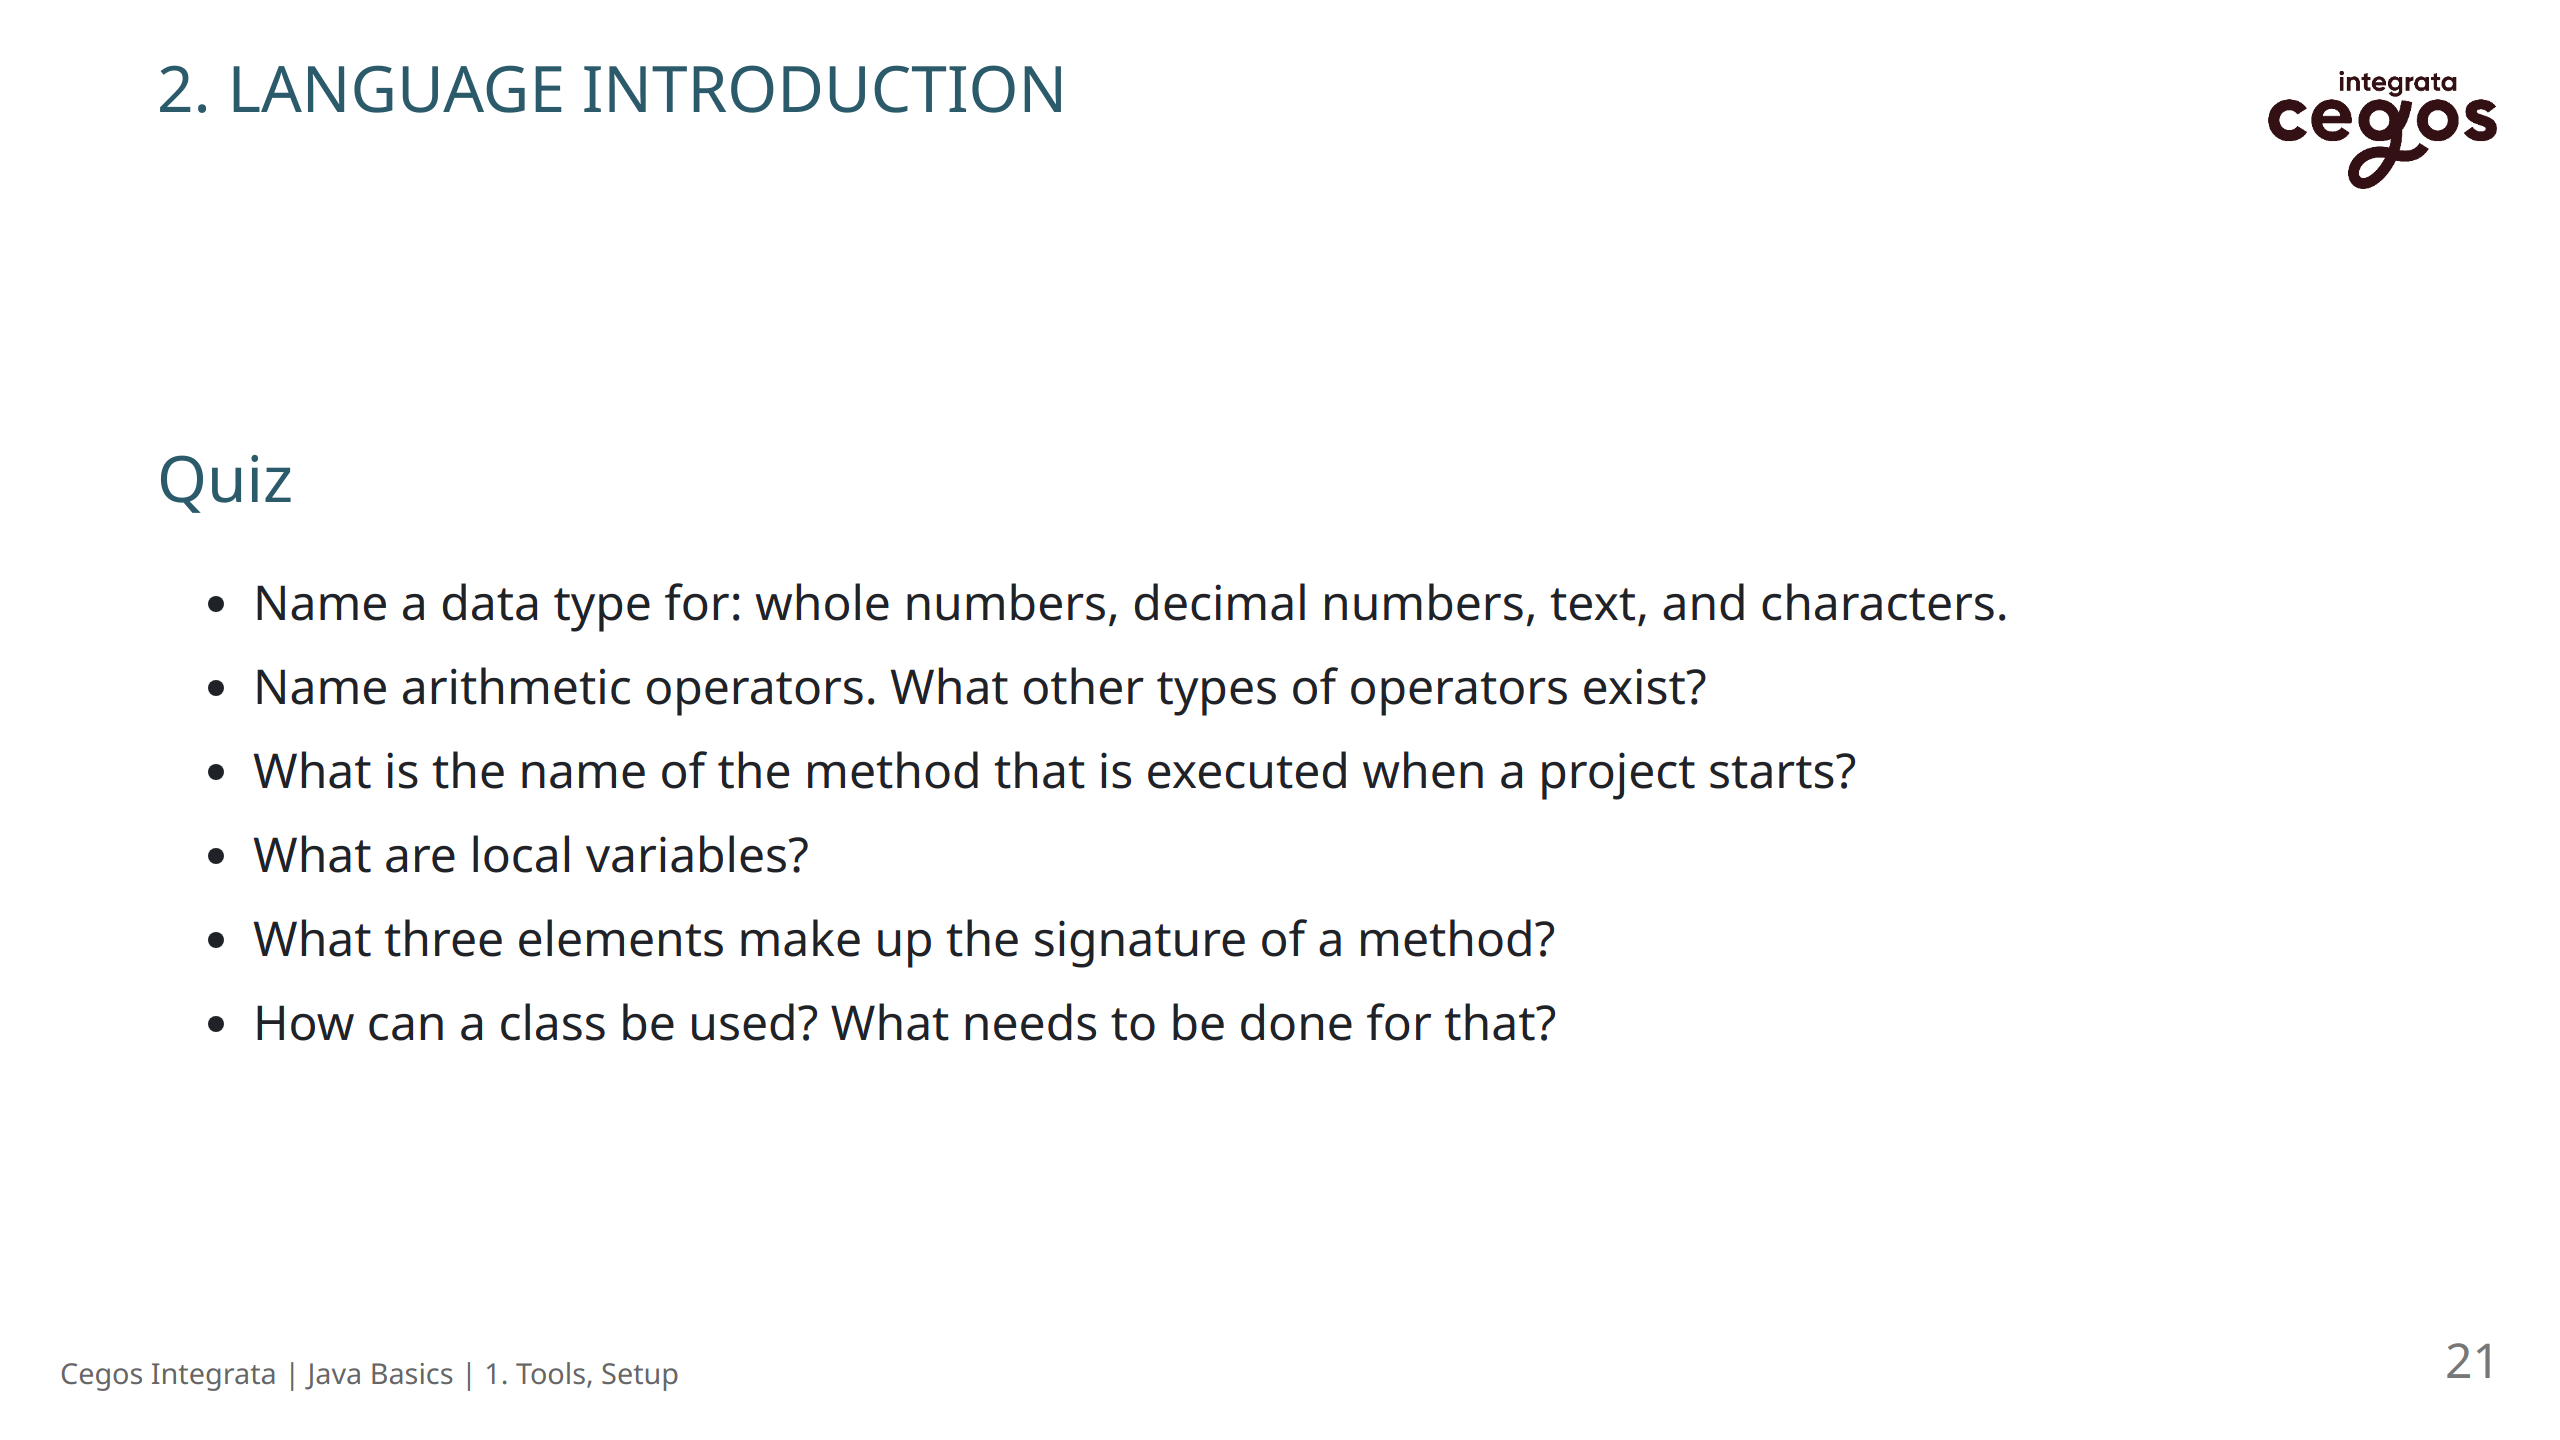 2. LANGUAGE INTRODUCTION
integrata
cegos
Quiz
• Name a data type for: whole numbers, decimal numbers, text, and characters.
• Name arithmetic operators. What other types of operators exist?
• What is the name of the method that is executed when a project starts?
• What are local variables?
• What three elements make up the signature of a method?
• How can a class be used? What needs to be done for that?
Cegos Integrata | Java Basics | 1. Tools, Setup
21